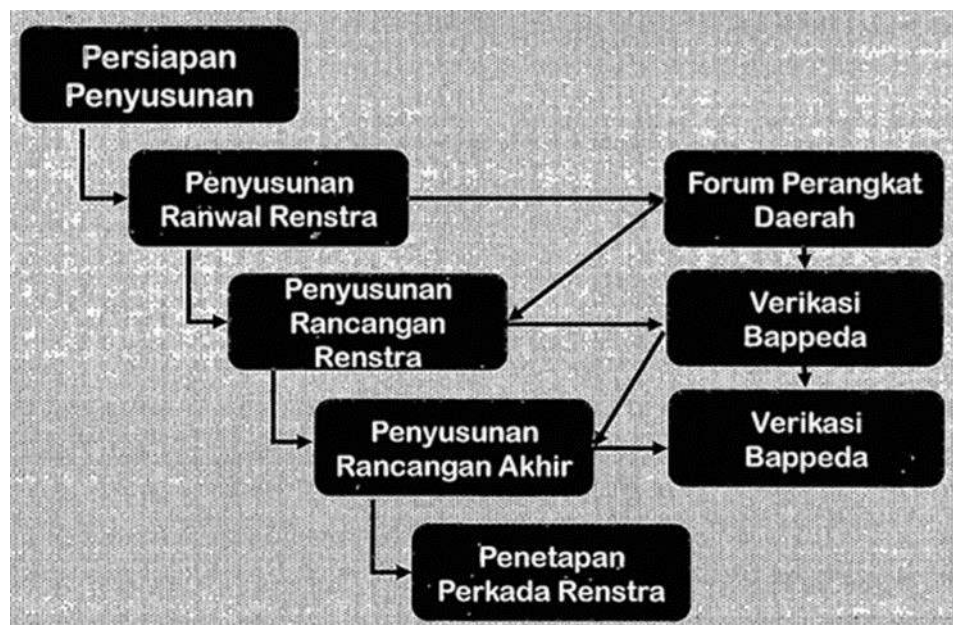 Persiapan
Penyusunan
Penyusunan
Ranwal Renstra
Forum Perangkat
Daerah
Penyusunan
Rancangan
Renstra
Verikasi
Bappeda
Penyusunan
Rancangan Akhir
Verikasi
Bappeda
Penetapan
Perkada Renstra